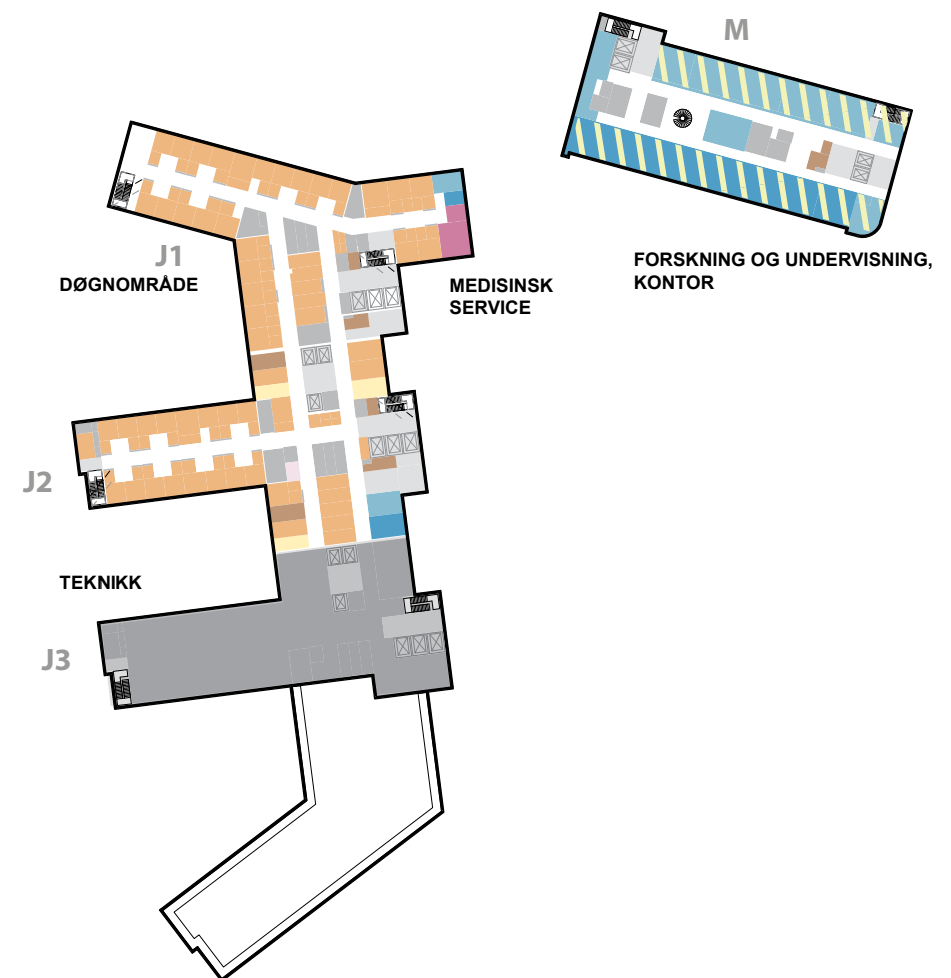 M
J1
DØGNOMRÅDE
MEDISINSK
SERVICE
FORSKNING OG UNDERVISNING,
KONTOR
J2
TEKNIKK
J3